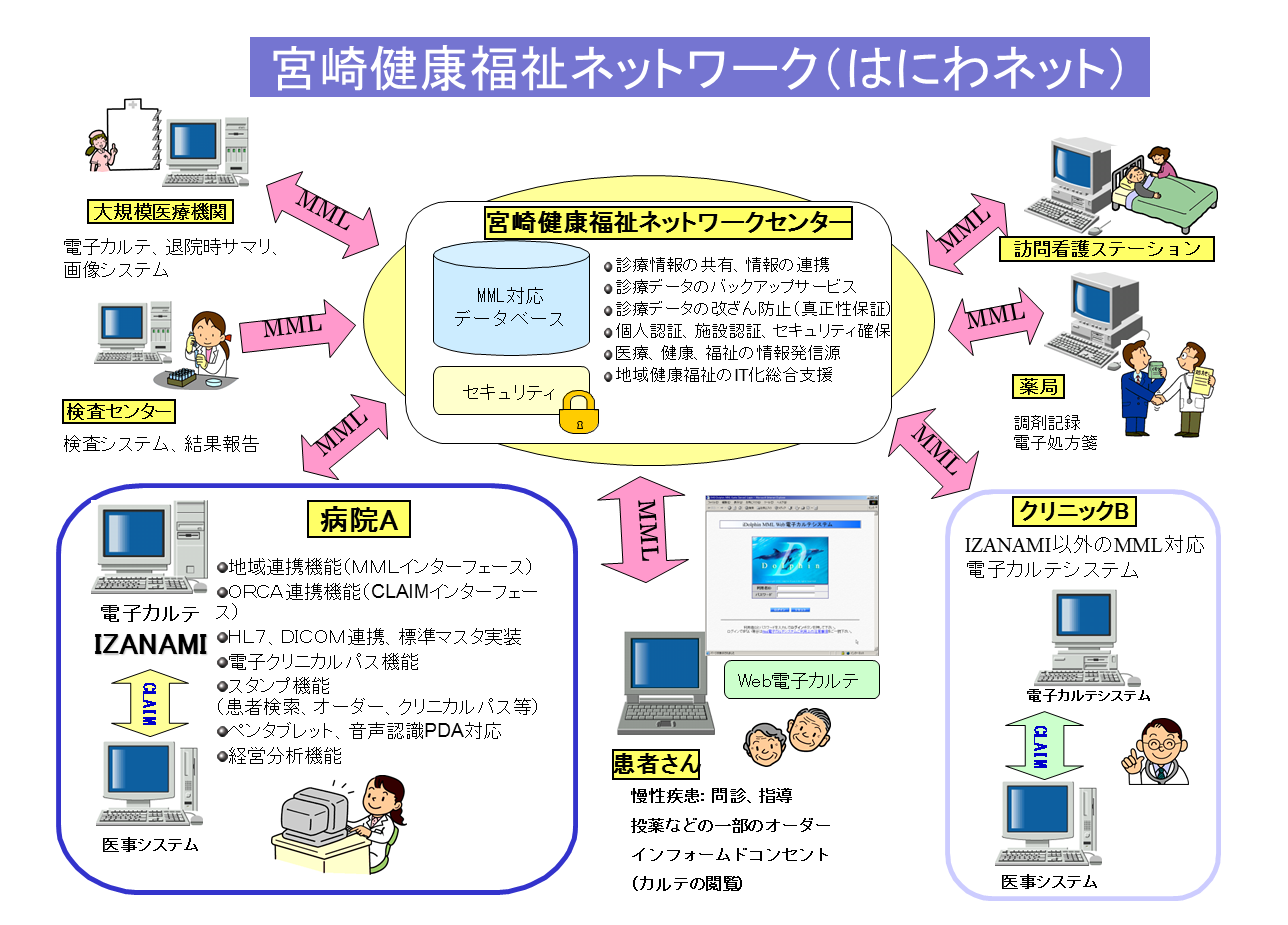 宮崎健康福祉ネットワーク（はにわネット）
MML
大規模医療機関
電子カルテ、退院時サマリ、
画像システム
MML
検査センター
検査システム、結果報告
宮崎健康福祉ネットワークセンター
MML対応
データベース
セキュリティ
診療情報の共有、情報の連携
診療データのバックアップサービス
診療データの改ざん防止（真正性保証）
個人認証、施設認証、セキュリティ確保
医療、健康、福祉の情報発信源
地域健康福祉のIT化総合支援
MML
訪問看護ステーション
MML
薬局
調剤記録
電子処方箋
MML
病院A
電子カルテ
IZANAMI
CLAIM
医事システム
地域連携機能（MMLインターフェース）
ORCA連携機能（CLAIMインターフェー
ス）
HL7、DICOM連携、標準マスタ実装
電子クリニカルパス機能
スタンプ機能
（患者検索、オーダー、クリニカルパス等）
ペンタブレット、音声認識PDA対応
経営分析機能
MML
iDolphin MML Web電子カルテシステム
Dolphin
Web電子カルテ
患者さん
慢性疾患: 問診、指導
投薬などの一部のオーダー
インフォームドコンセント
(カルテの閲覧)
MML
クリニックB
IZANAMI以外のMML対応
電子カルテシステム
電子カルテシステム
CLAIM
医事システム